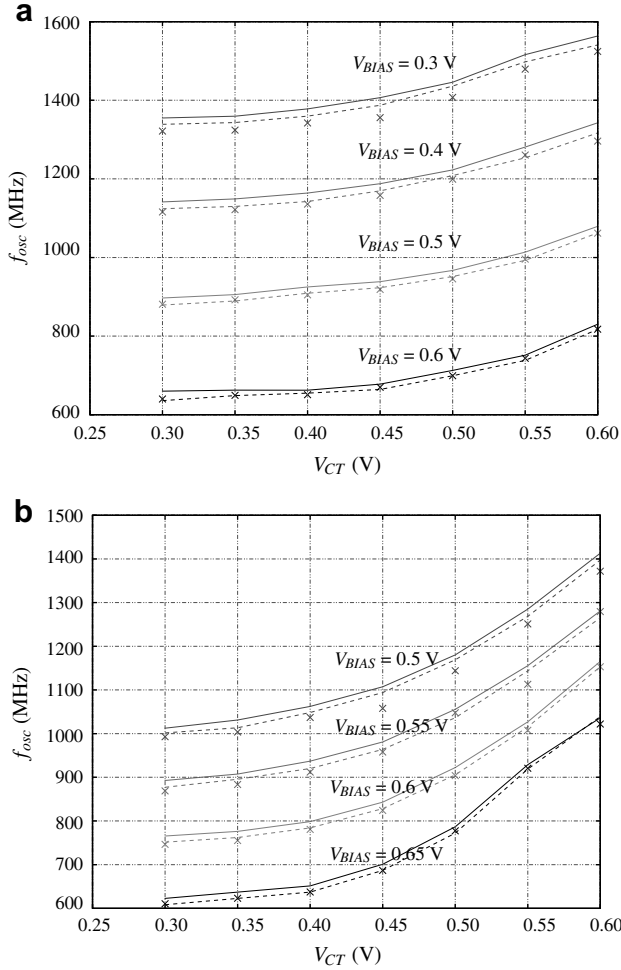 a
1600
1400
1200
1000
800
600
f_osc (MHz)
V_BIAS = 0.3 V
V_BIAS = 0.4 V
V_BIAS = 0.5 V
V_BIAS = 0.6 V
0.25 0.30 0.35 0.40 0.45 0.50 0.55 0.60
V_CT (V)
b
1500
1400
1300
1200
1100
1000
900
800
700
600
f_osc (MHz)
V_BIAS = 0.5 V
V_BIAS = 0.55 V
V_BIAS = 0.6 V
V_BIAS = 0.65 V
0.25 0.30 0.35 0.40 0.45 0.50 0.55 0.60
V_CT (V)